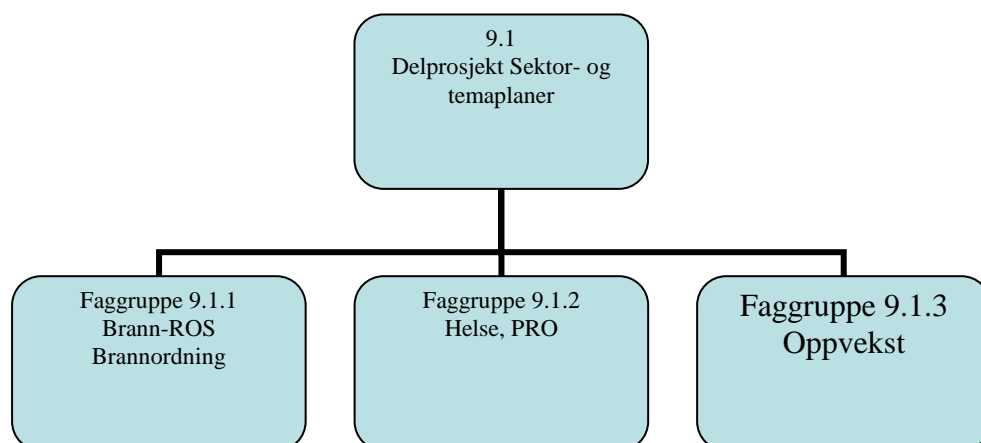 9.1
Delprosjekt Sektor- og
temaplaner
Faggruppe 9.1.1
Brann-ROS
Brannordning
Faggruppe 9.1.2
Helse, PRO
Faggruppe 9.1.3
Oppvekst